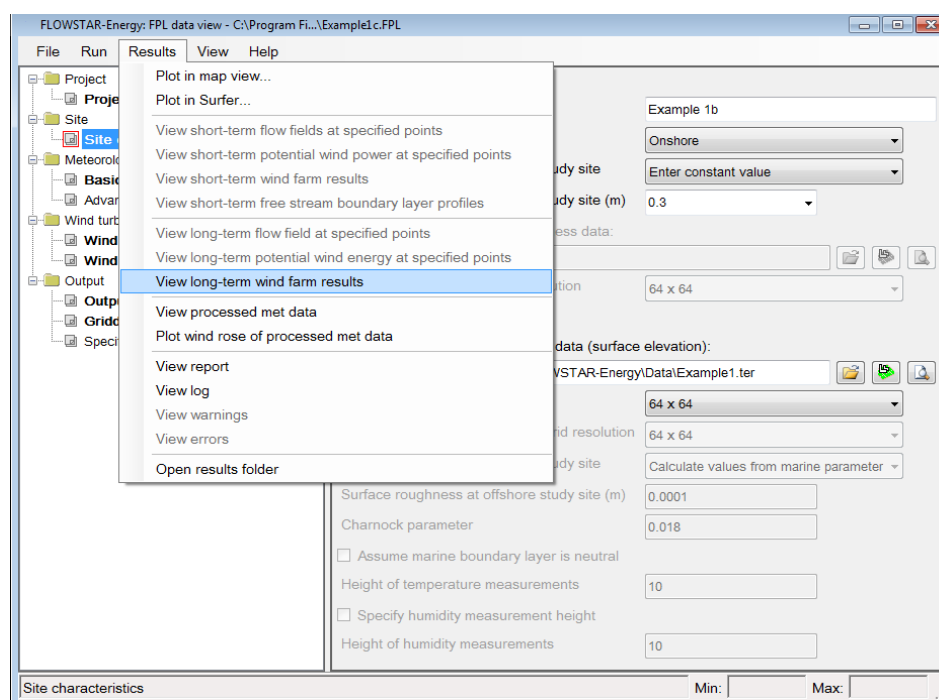 FLOWSTAR-Energy: FPL data view - C:\Program Fi...\Example1c.FPL
File Run Results View Help
Project
Proje
Site
Site
Meteorolo
Basic
Advar
Wind turb
Wind
Wind
Output
Outpu
Gridd
Specif
Plot in map view...
Plot in Surfer...
View short-term flow fields at specified points
View short-term potential wind power at specified points
View short-term wind farm results
View short-term free stream boundary layer profiles
View long-term flow field at specified points
View long-term potential wind energy at specified points
View long-term wind farm results
View processed met data
Plot wind rose of processed met data
View report
View log
View warnings
View errors
Open results folder
Example 1b
Onshore
udy site Enter constant value
udy site (m) 0.3
ess data:
ution 64 x 64
data (surface elevation):
WSTAR-Energy\Data\Example1.ter
64 x 64
rid resolution 64 x 64
udy site Calculate values from marine parameter
Surface roughness at offshore study site (m) 0.0001
Charnock parameter 0.018
Assume marine boundary layer is neutral
Height of temperature measurements 10
Specify humidity measurement height
Height of humidity measurements 10
Site characteristics Min: Max: